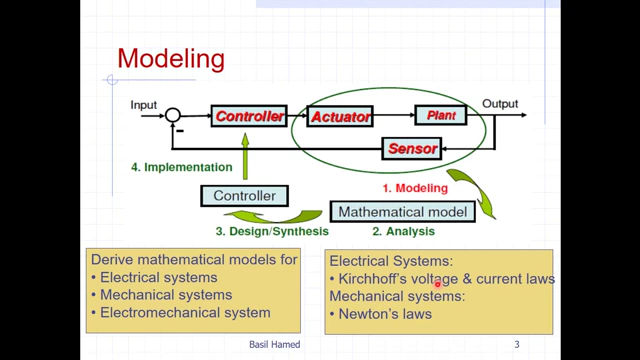 Modeling
Input
Output
Controller
Actuator
Plant
-
Sensor
4. Implementation
1. Modeling
Controller
Mathematical model
3. Design/Synthesis
2. Analysis
Derive mathematical models for
• Electrical systems
• Mechanical systems
• Electromechanical system
Electrical Systems:
• Kirchhoff's voltage & current laws
Mechanical systems:
• Newton's laws
Basil Hamed
3